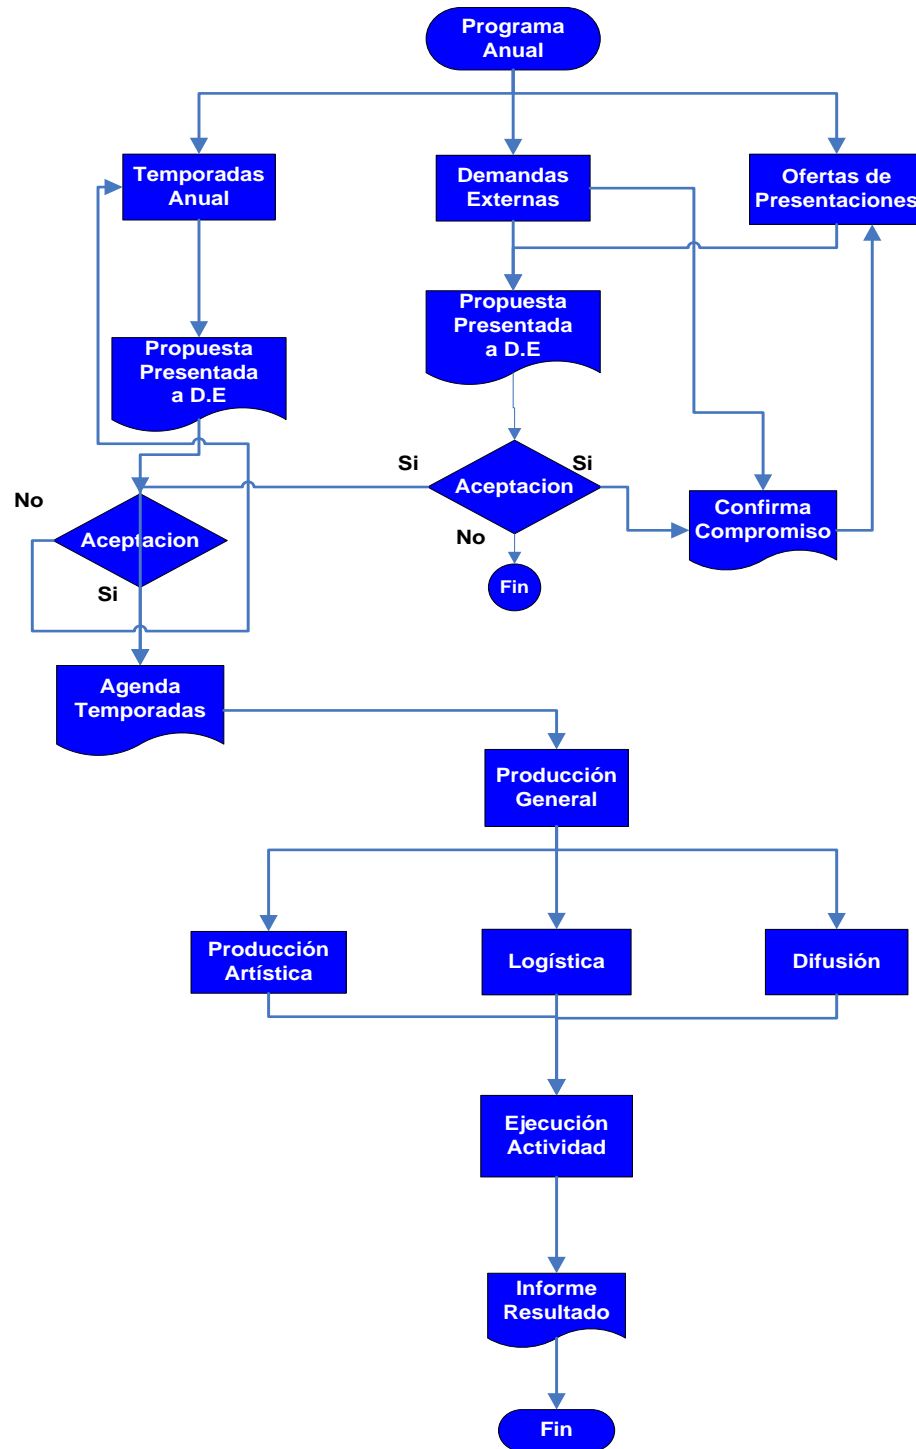 Programa
Anual
Temporadas
Anual
Demandas
Externas
Ofertas de
Presentaciones
Propuesta
Presentada
a D.E
Propuesta
Presentada
a D.E
Si
Aceptacion
Si
No
No
Aceptacion
Si
Confirma
Compromiso
Fin
Agenda
Temporadas
Producción
General
Producción
Artística
Logística
Difusión
Ejecución
Actividad
Informe
Resultado
Fin